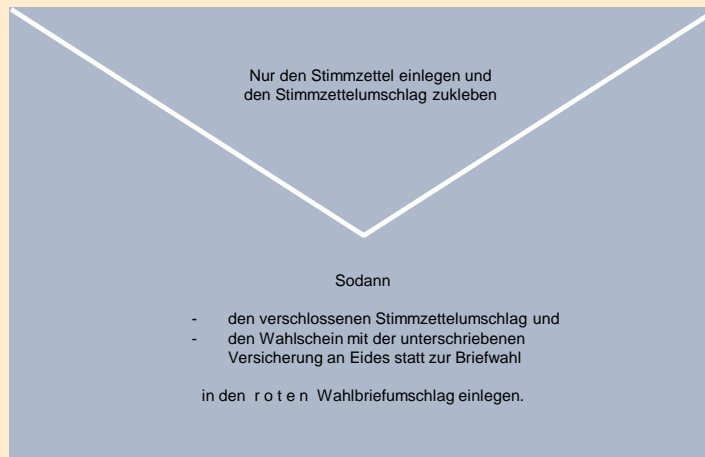 Nur den Stimmzettel einlegen und
den Stimmzettelumschlag zukleben
Sodann
- den verschlossenen Stimmzettelumschlag und
- den Wahlschein mit der unterschriebenen
Versicherung an Eides statt zur Briefwahl
in den r o t e n Wahlbriefumschlag einlegen.